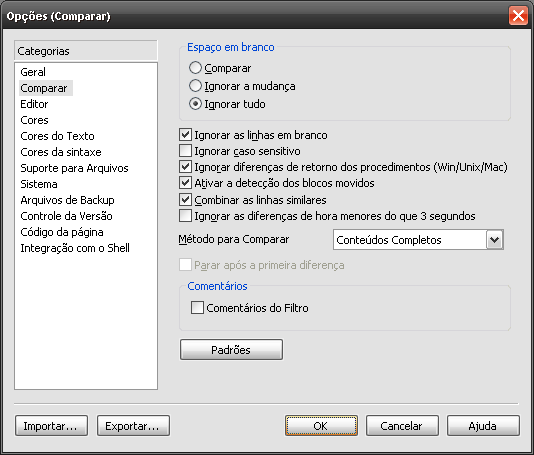 Opções (Comparar)
Categorias
Geral
Comparar
Editor
Cores
Cores do Texto
Cores da sintaxe
Suporte para Arquivos
Sistema
Arquivos de Backup
Controle da Versão
Código da página
Integração com o Shell
Espaço em branco
Comparar
Ignorar a mudança
Ignorar tudo
Ignorar as linhas em branco
Ignorar caso sensitivo
Ignorar diferenças de retorno dos procedimentos (Win/Unix/Mac)
Ativar a detecção dos blocos movidos
Combinar as linhas similares
Ignorar as diferenças de hora menores do que 3 segundos
Método para Comparar
Conteúdos Completos
Parar após a primeira diferença
Comentários
Comentários do Filtro
Padrões
Importar...
Exportar...
OK
Cancelar
Ajuda